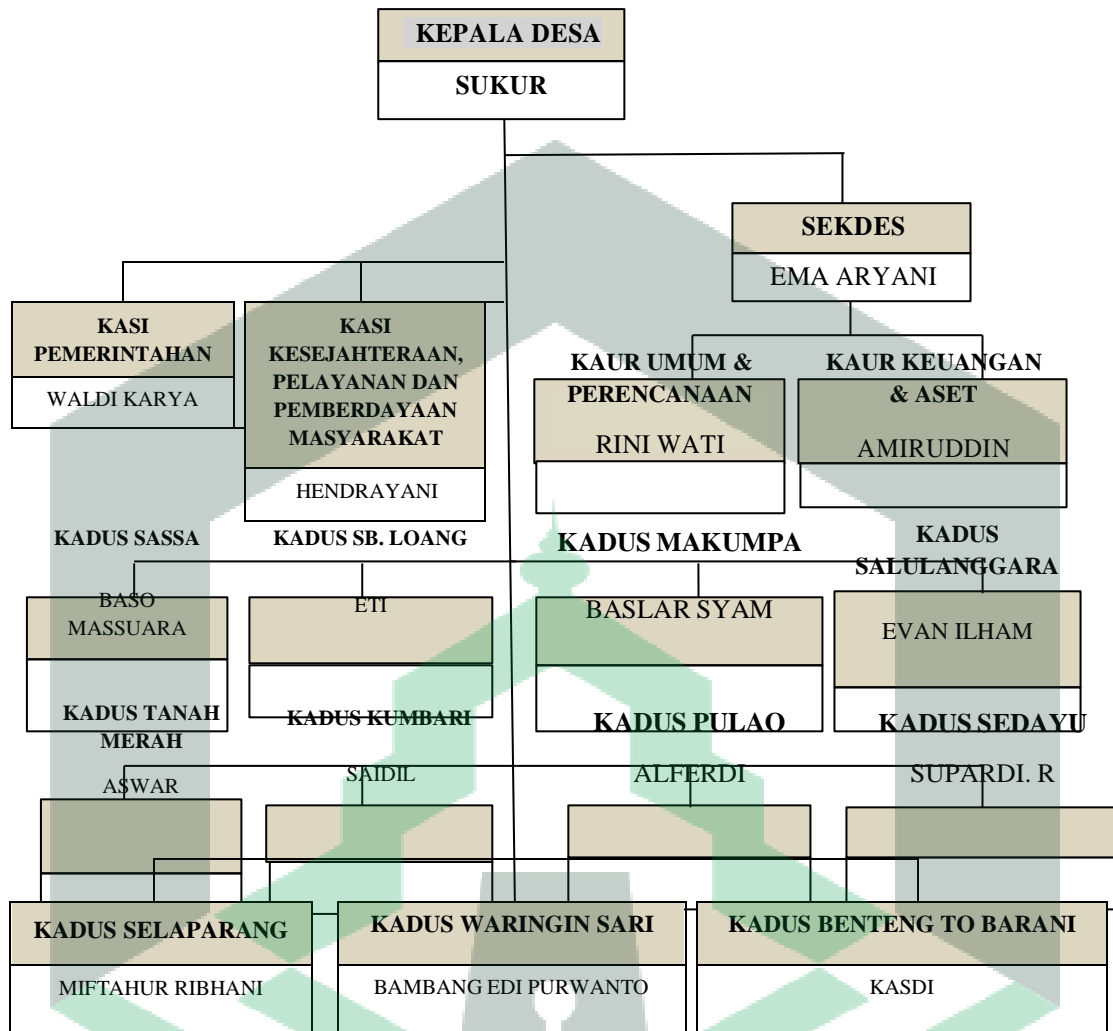 KEPALA DESA
SUKUR
SEKDES
EMA ARYANI
KASI
PEMERINTAHAN
WALDI KARYA
KASI
KESEJAHTERAAN,
PELAYANAN DAN
PEMBERDAYAAN
MASYARAKAT
HENDRAYANI
KAUR UMUM &
PERENCANAAN
RINI WATI
KAUR KEUANGAN
& ASET
AMIRUDDIN
KADUS SASSA
BASO
MASSUARA
KADUS SB. LOANG
ETI
KADUS MAKUMPA
BASLAR SYAM
KADUS
SALULANGGARA
EVAN ILHAM
KADUS TANAH
MERAH
ASWAR
KADUS KUMBARI
SAIDIL
KADUS PULAO
ALFERDI
KADUS SEDAYU
SUPARDI. R
KADUS SELAPARANG
MIFTAHUR RIBHANI
KADUS WARINGIN SARI
BAMBANG EDI PURWANTO
KADUS BENTENG TO BARANI
KASDI